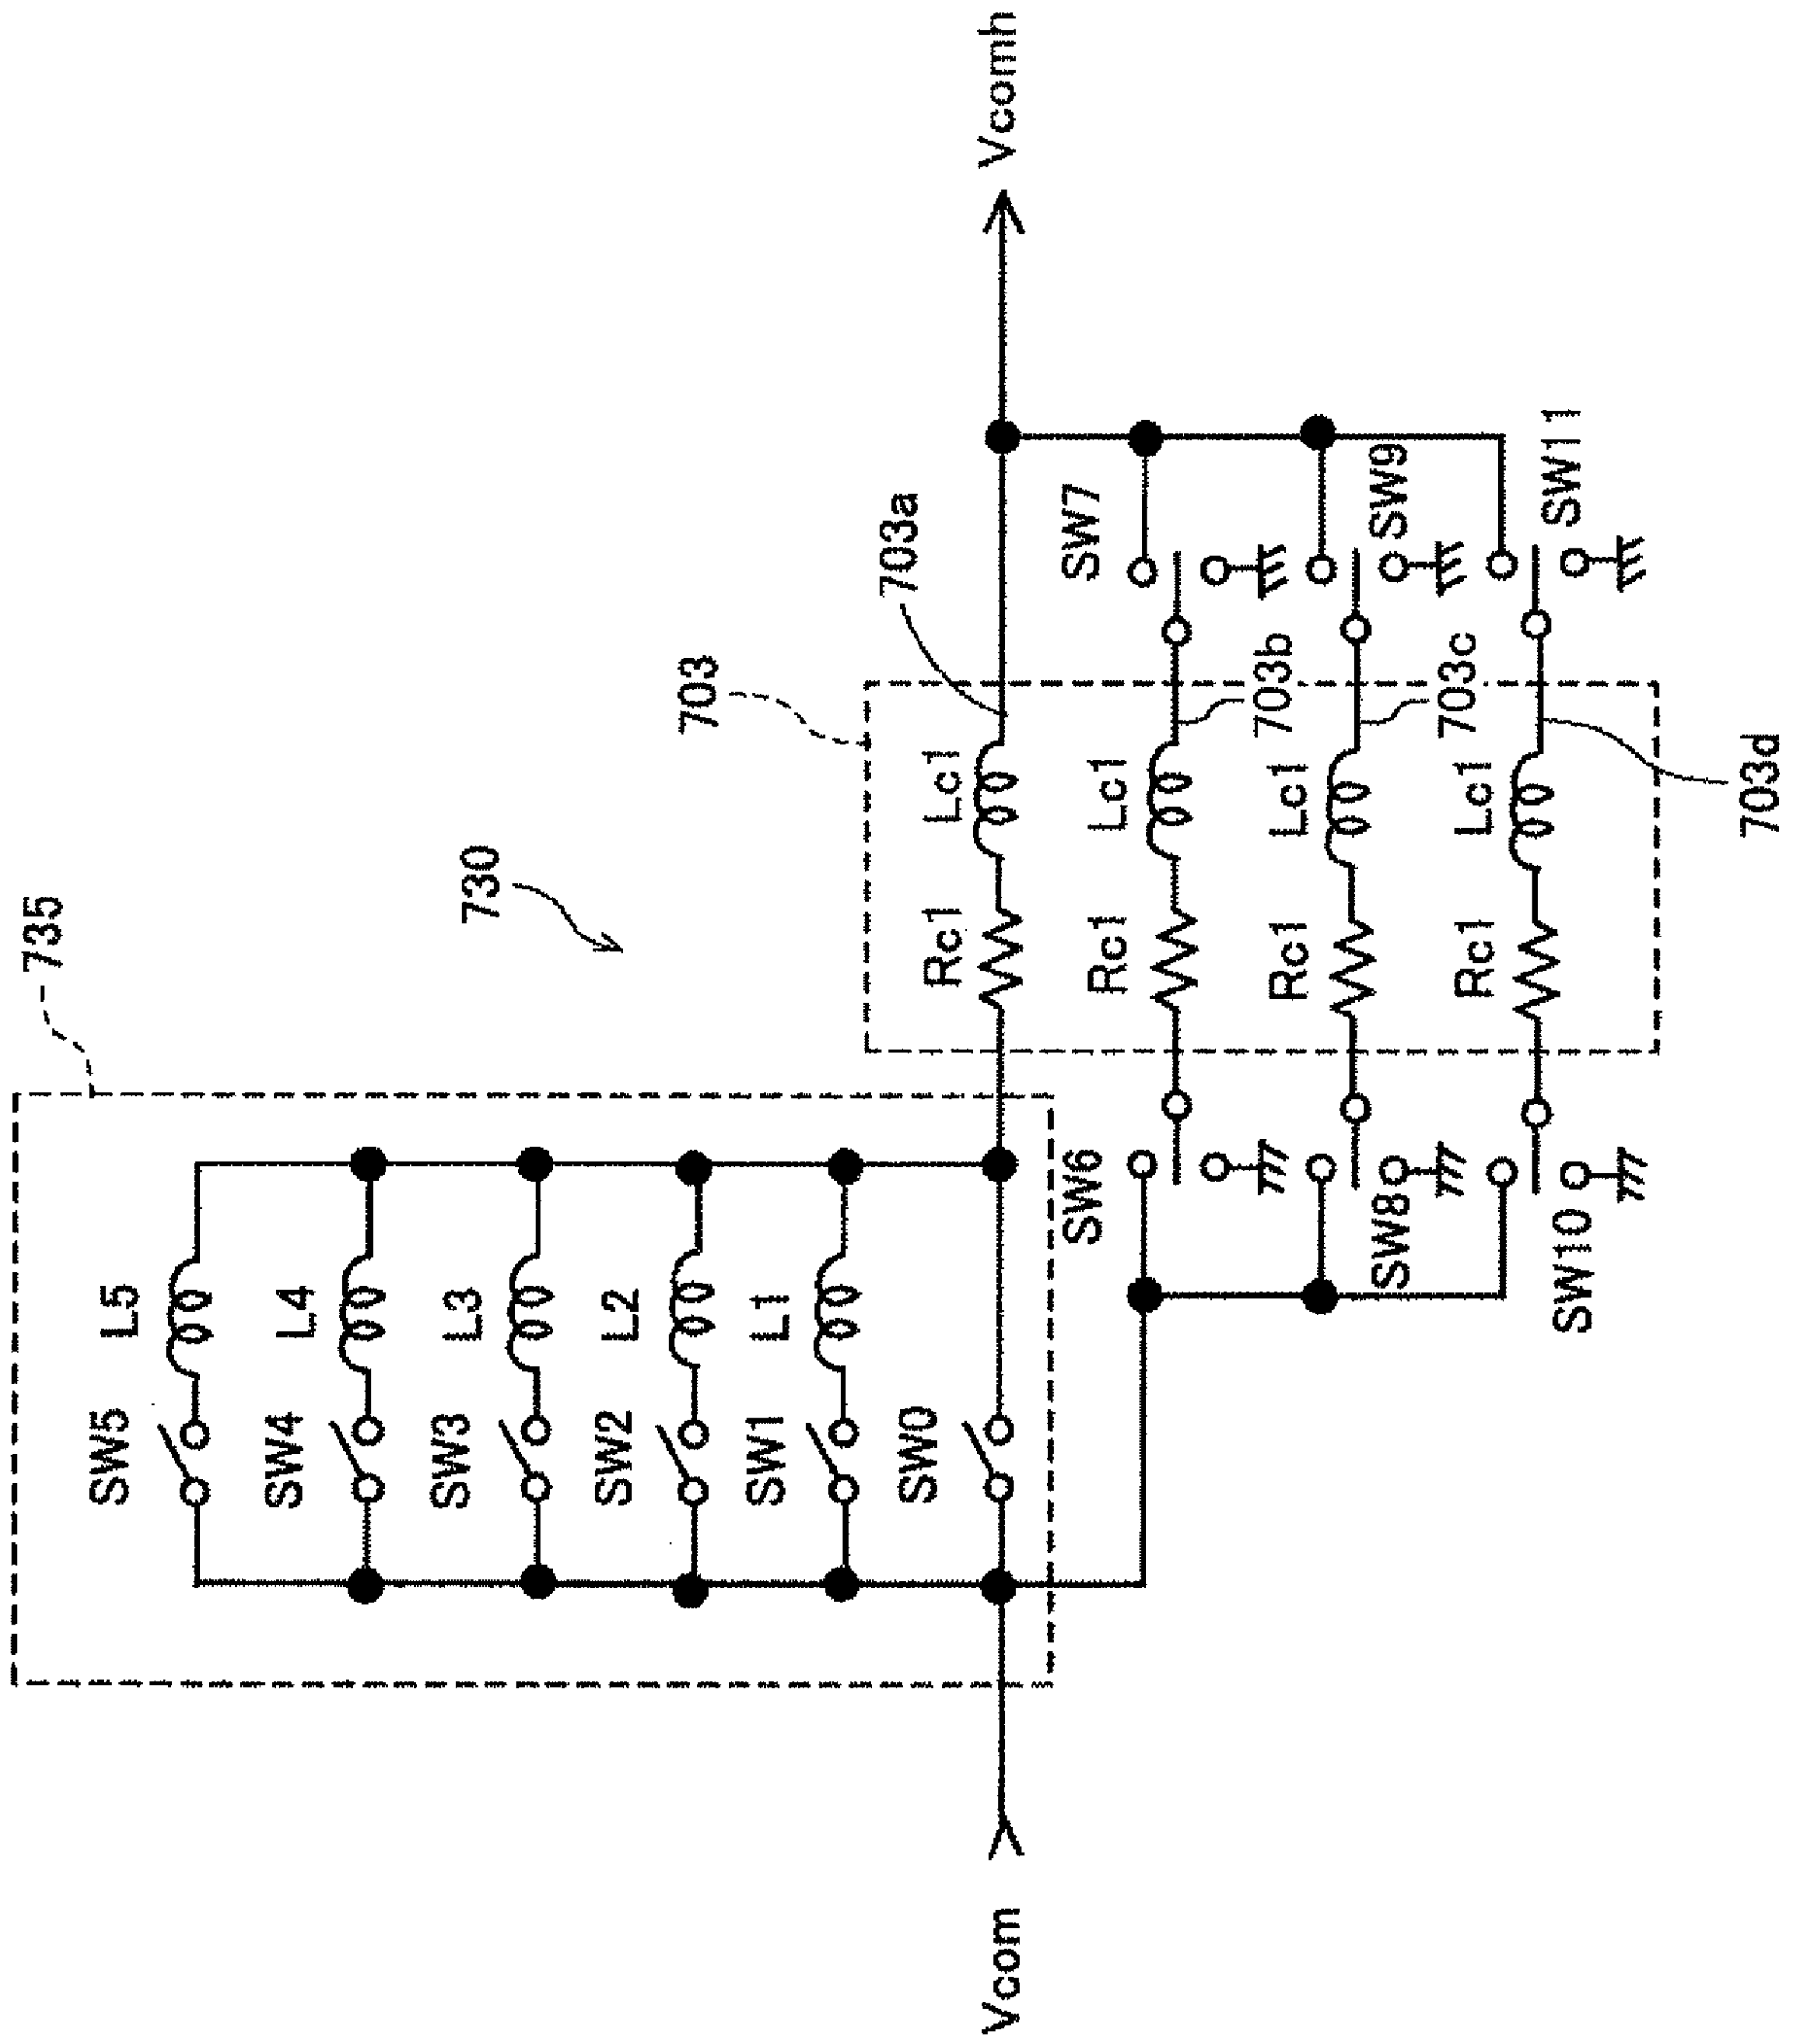 735
SW5
L5
SW4
L4
SW3
L3
SW2
L2
SW1
L1
SW0
730
703
703a
Vcom
Rc1
Lc1
Vcomh
SW6
Rc1
Lc1
SW7
703b
SW8
Rc1
Lc1
SW9
703c
SW10
Rc1
Lc1
SW11
703d